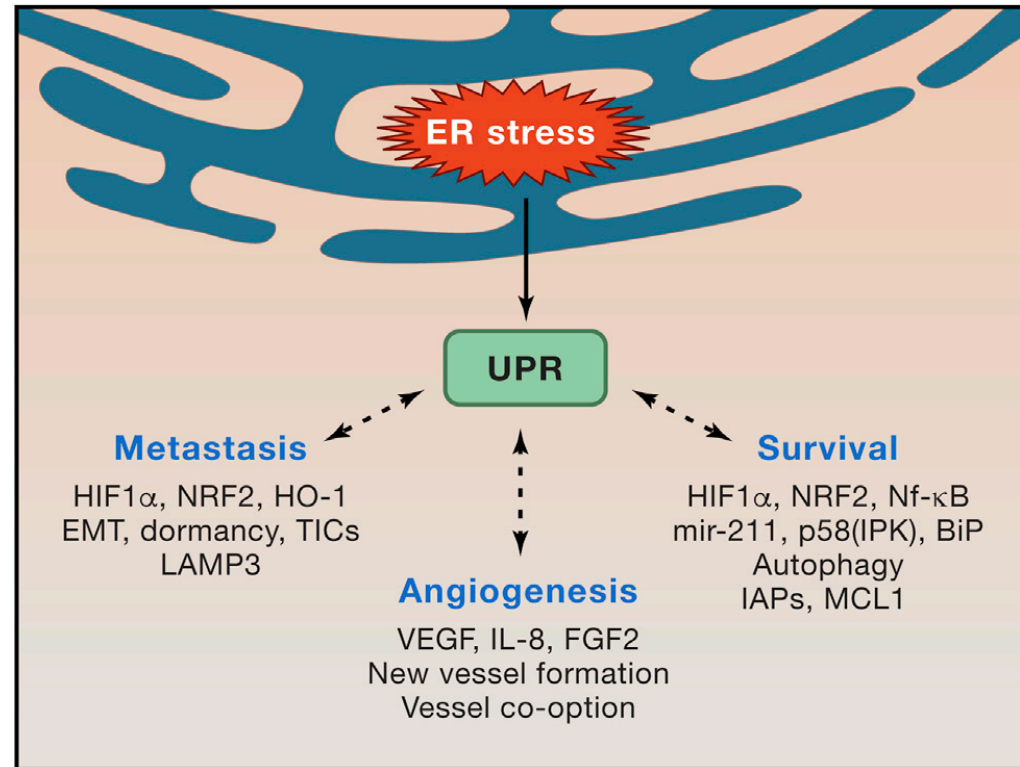 ER stress
UPR
Metastasis
HIF1α, NRF2, HO-1
EMT, dormancy, TICs
LAMP3
Angiogenesis
VEGF, IL-8, FGF2
New vessel formation
Vessel co-option
Survival
HIF1α, NRF2, Nf-κB
mir-211, p58(IPK), BiP
Autophagy
IAPs, MCL1